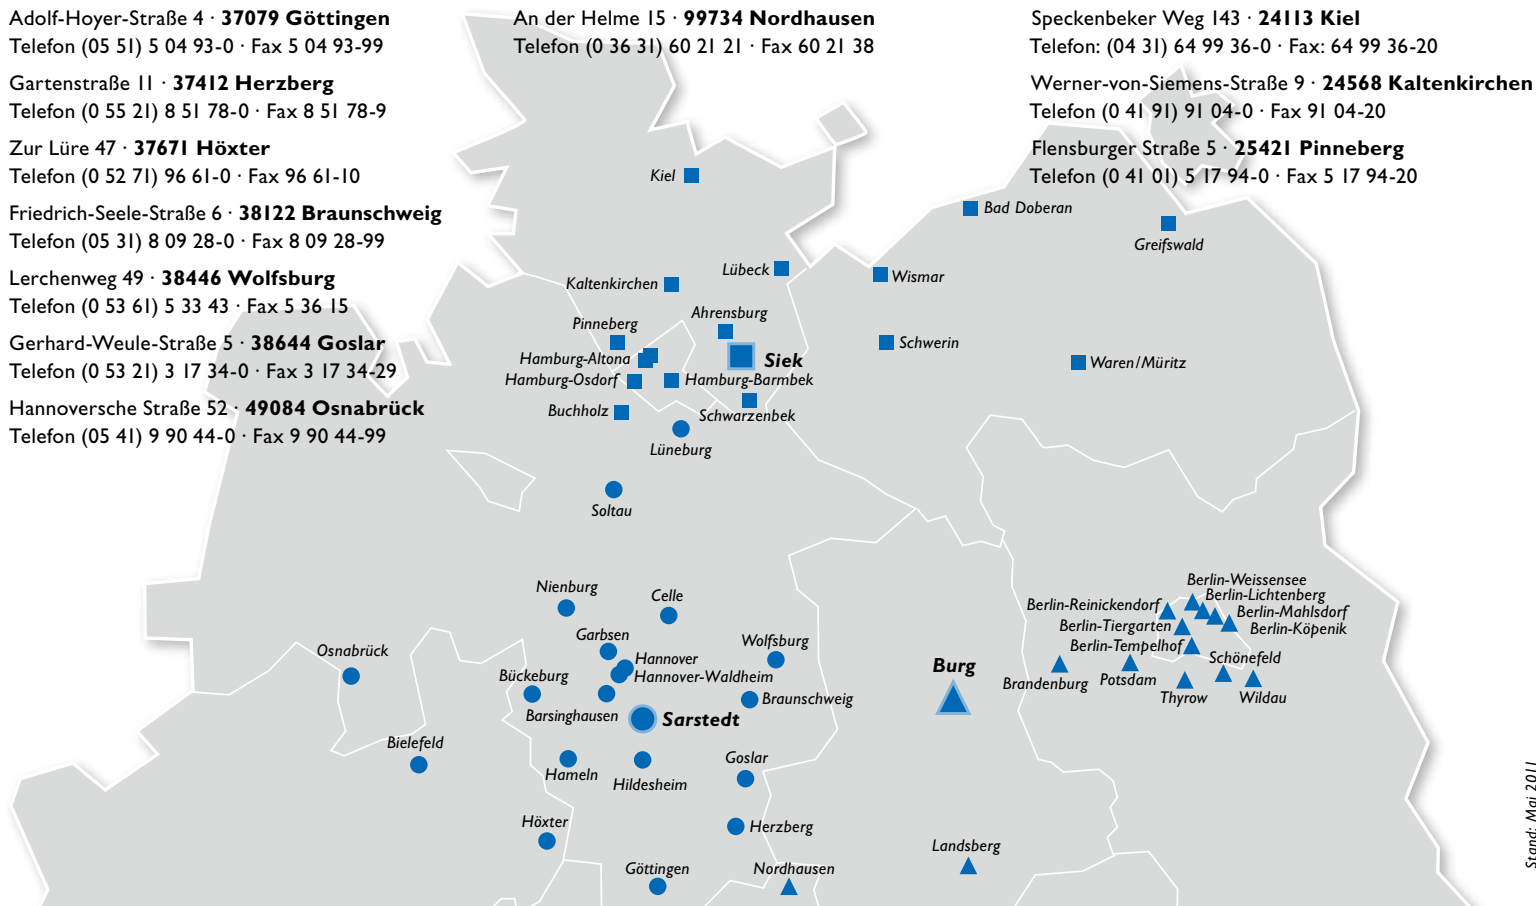 Adolf-Hoyer-Straße 4 · 37079 Göttingen
Telefon (05 51) 5 04 93-0 · Fax 5 04 93-99
Gartenstraße 11 · 37412 Herzberg
Telefon (0 55 21) 8 51 78-0 · Fax 8 51 78-9
Zur Lüre 47 · 37671 Höxter
Telefon (0 52 71) 96 61-0 · Fax 96 61-10
Friedrich-Seele-Straße 6 · 38122 Braunschweig
Telefon (05 31) 8 09 28-0 · Fax 8 09 28-99
Lerchenweg 49 · 38446 Wolfsburg
Telefon (0 53 61) 5 33 43 · Fax 5 36 15
Gerhard-Weule-Straße 5 · 38644 Goslar
Telefon (0 53 21) 3 17 34-0 · Fax 3 17 34-29
Hannoversche Straße 52 · 49084 Osnabrück
Telefon (05 41) 9 90 44-0 · Fax 9 90 44-99
An der Helme 15 · 99734 Nordhausen
Telefon (0 36 31) 60 21 21 · Fax 60 21 38
Speckenbeker Weg 143 · 24113 Kiel
Telefon: (04 31) 64 99 36-0 · Fax: 64 99 36-20
Werner-von-Siemens-Straße 9 · 24568 Kaltenkirchen
Telefon (0 41 91) 91 04-0 · Fax 91 04-20
Flensburger Straße 5 · 25421 Pinneberg
Telefon (0 41 01) 5 17 94-0 · Fax 5 17 94-20
Kiel
Bad Doberan
Greifswald
Lübeck
Wismar
Kaltenkirchen
Ahrensburg
Pinneberg
Schwerin
Hamburg-Altona
Siek
Waren/Müritz
Hamburg-Osdorf
Hamburg-Barmbek
Buchholz
Schwarzenbek
Lüneburg
Soltau
Nienburg
Celle
Berlin-Weissensee
Berlin-Lichtenberg
Berlin-Reinickendorf
Berlin-Mahlsdorf
Berlin-Tiergarten
Berlin-Köpenik
Garbsen
Wolfsburg
Berlin-Tempelhof
Osnabrück
Hannover
Schönefeld
Burg
Bückeburg
Hannover-Waldheim
Brandenburg
Potsdam
Thyrow
Wildau
Braunschweig
Barsinghausen
Sarstedt
Bielefeld
Goslar
Hameln
Hildesheim
Höxter
Herzberg
Landsberg
Göttingen
Nordhausen
Stand: Mai 2011